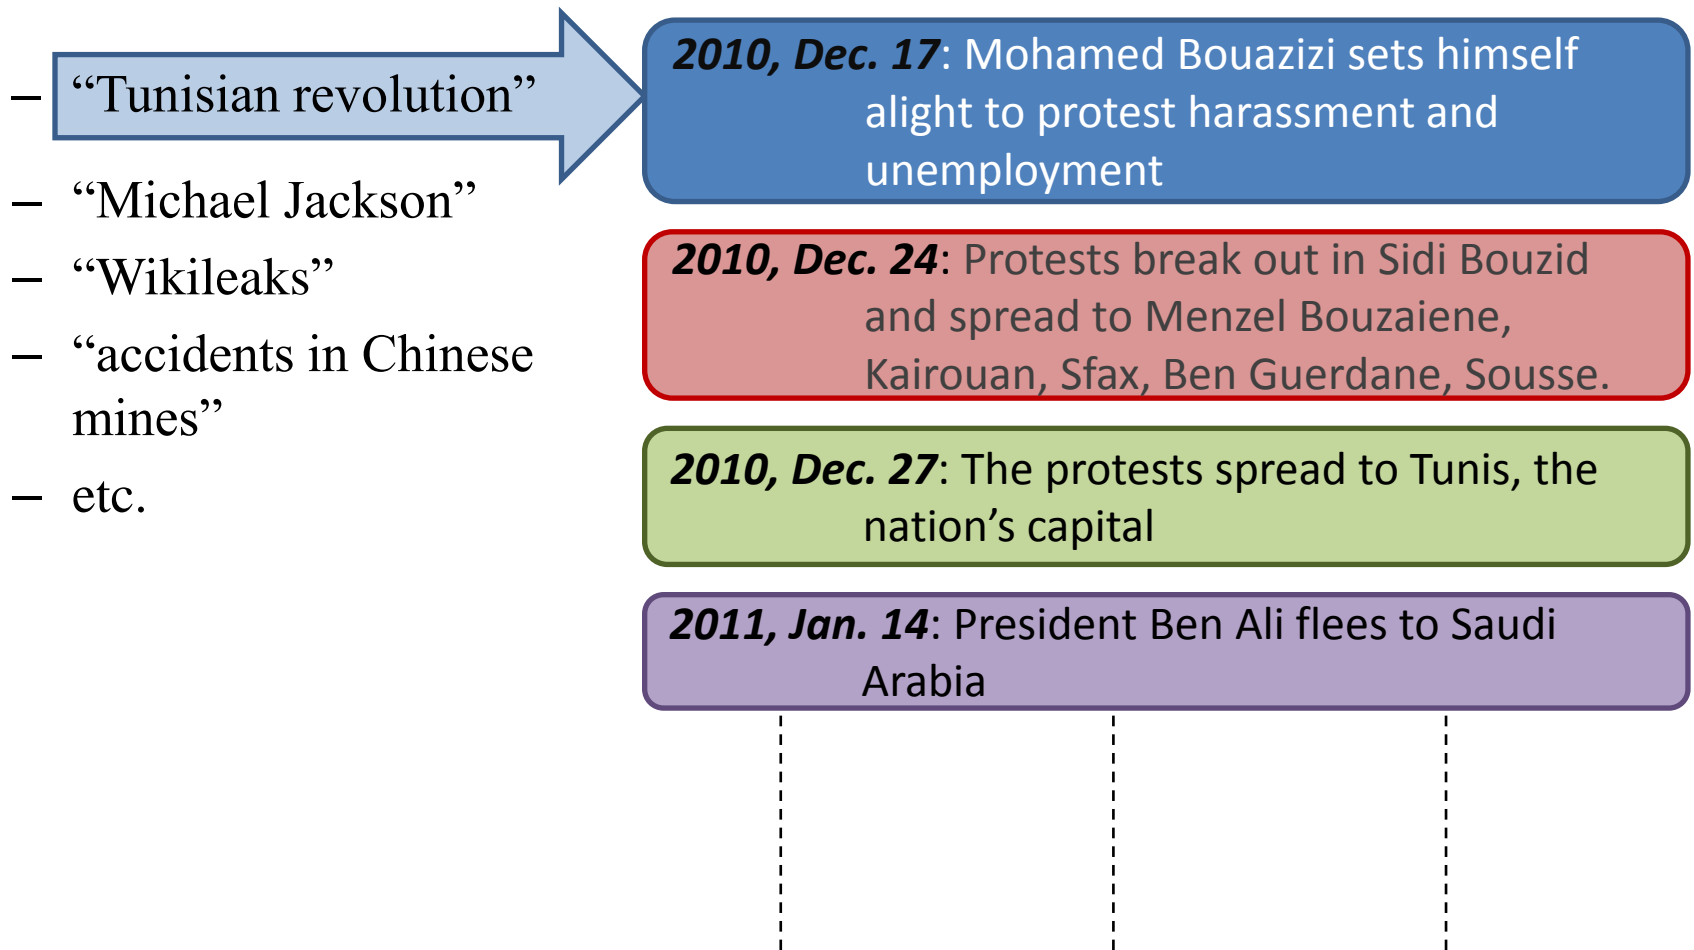 – “Tunisian revolution”
– “Michael Jackson”
– “Wikileaks”
– “accidents in Chinese
mines”
– etc.
2010, Dec. 17: Mohamed Bouazizi sets himself
alight to protest harassment and
unemployment
2010, Dec. 24: Protests break out in Sidi Bouzid
and spread to Menzel Bouzaiene,
Kairouan, Sfax, Ben Guerdane, Sousse.
2010, Dec. 27: The protests spread to Tunis, the
nation’s capital
2011, Jan. 14: President Ben Ali flees to Saudi
Arabia